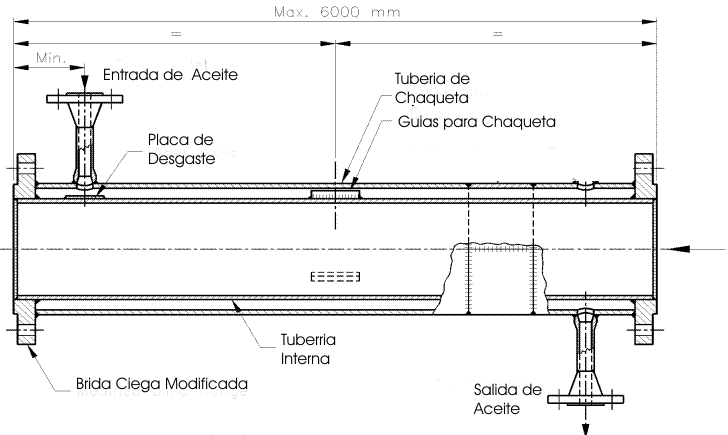 Max. 6000 mm
=
=
Min.
Entrada de Aceite
Tuberia de
Chaqueta
Guias para Chaqueta
Placa de
Desgaste
Tuberria
Interna
Brida Ciega Modificada
Salida de
Aceite